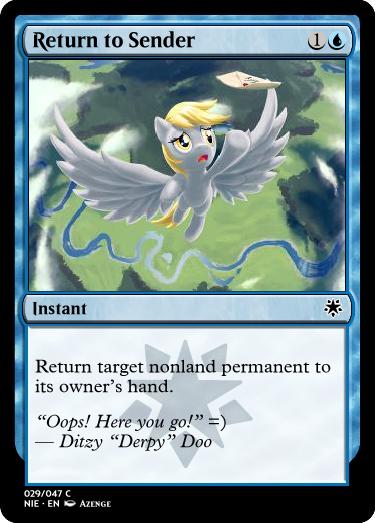 Return to Sender 1
Instant
Return target nonland permanent to
its owner's hand.
"Oops! Here you go!" =)
— Ditzy "Derpy" Doo
029/047 C
NIE • EN Azenge